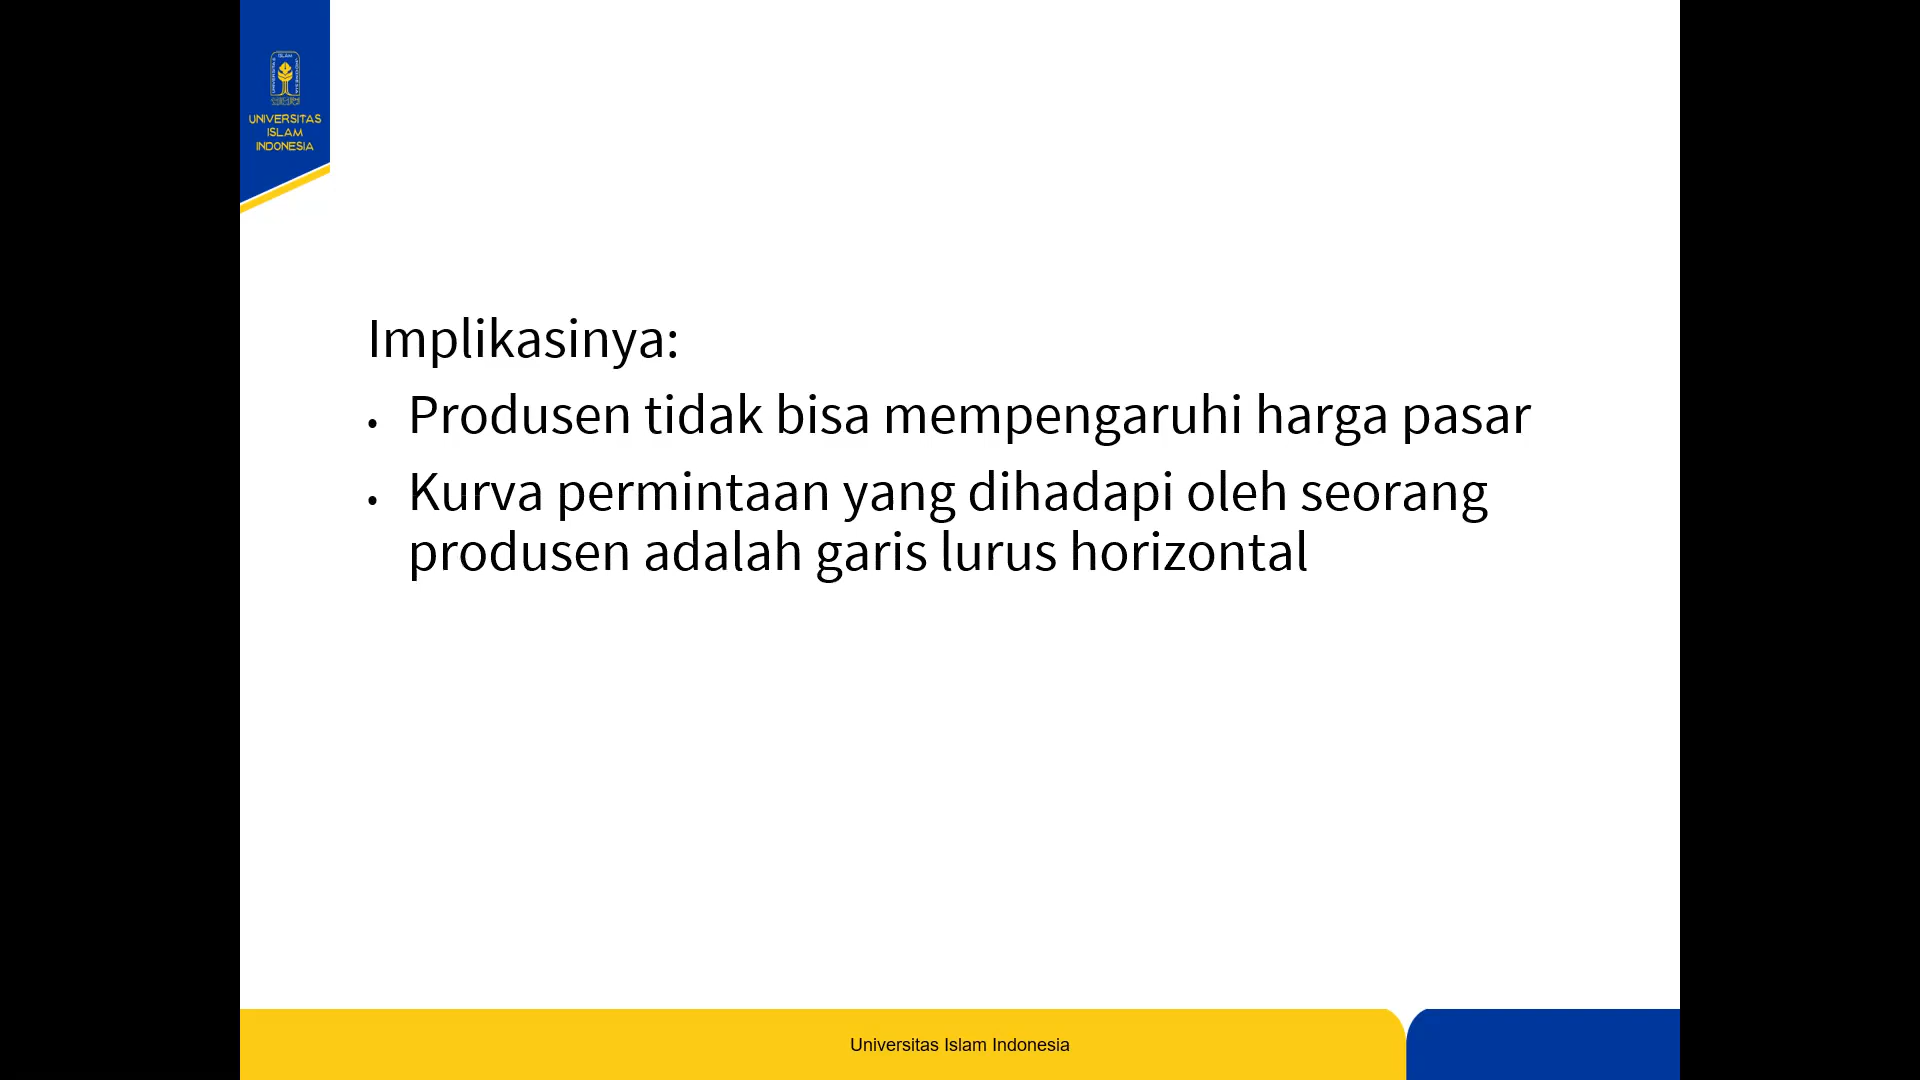 UNIVERSITAS
ISLAM
INDONESIA
Implikasinya:
• Produsen tidak bisa mempengaruhi harga pasar
• Kurva permintaan yang dihadapi oleh seorang
produsen adalah garis lurus horizontal
Universitas Islam Indonesia